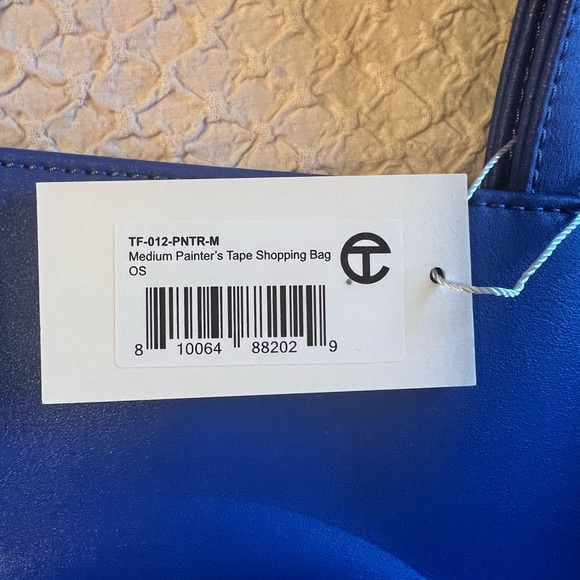 TF-012-PNTR-M
Medium Painter's Tape Shopping Bag
OS
8 10064 88202 9